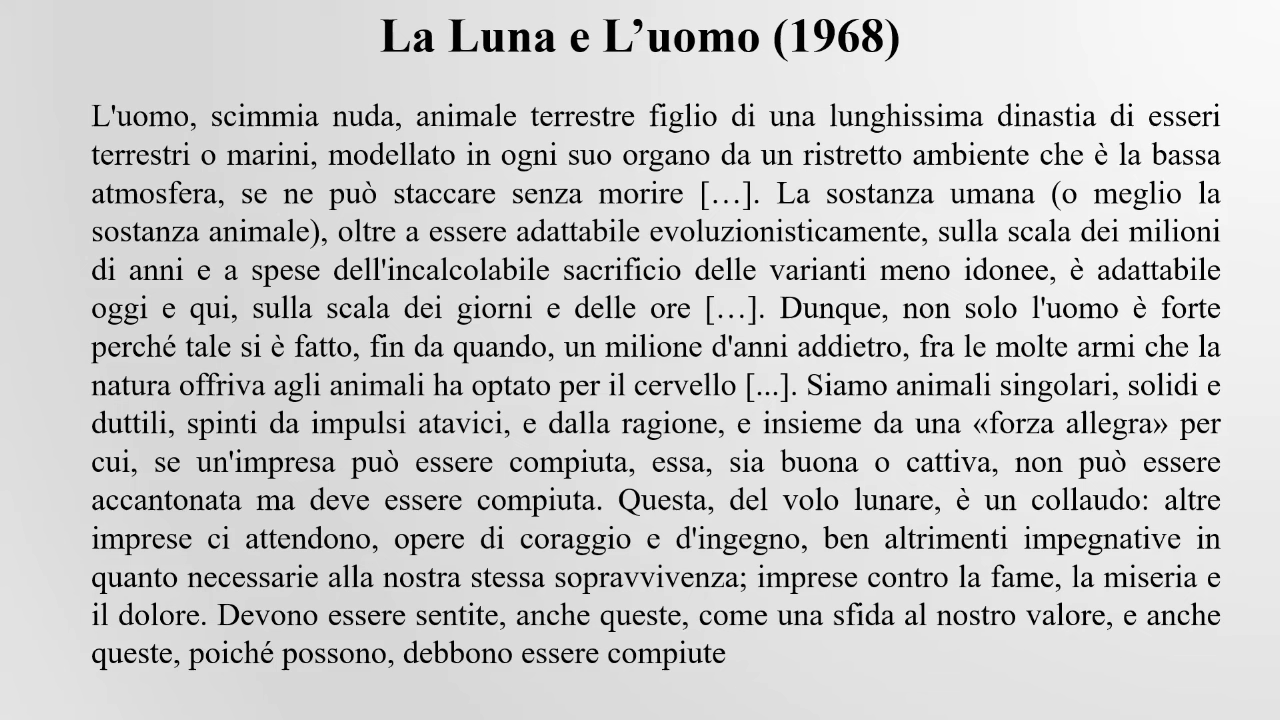 La Luna e L’uomo (1968)
L'uomo, scimmia nuda, animale terrestre figlio di una lunghissima dinastia di esseri
terrestri o marini, modellato in ogni suo organo da un ristretto ambiente che è la bassa
atmosfera, se ne può staccare senza morire […]. La sostanza umana (o meglio la
sostanza animale), oltre a essere adattabile evoluzionisticamente, sulla scala dei milioni
di anni e a spese dell'incalcolabile sacrificio delle varianti meno idonee, è adattabile
oggi e qui, sulla scala dei giorni e delle ore […]. Dunque, non solo l'uomo è forte
perché tale si è fatto, fin da quando, un milione d'anni addietro, fra le molte armi che la
natura offriva agli animali ha optato per il cervello [...]. Siamo animali singolari, solidi e
duttili, spinti da impulsi atavici, e dalla ragione, e insieme da una «forza allegra» per
cui, se un'impresa può essere compiuta, essa, sia buona o cattiva, non può essere
accantonata ma deve essere compiuta. Questa, del volo lunare, è un collaudo: altre
imprese ci attendono, opere di coraggio e d'ingegno, ben altrimenti impegnative in
quanto necessarie alla nostra stessa sopravvivenza; imprese contro la fame, la miseria e
il dolore. Devono essere sentite, anche queste, come una sfida al nostro valore, e anche
queste, poiché possono, debbono essere compiute